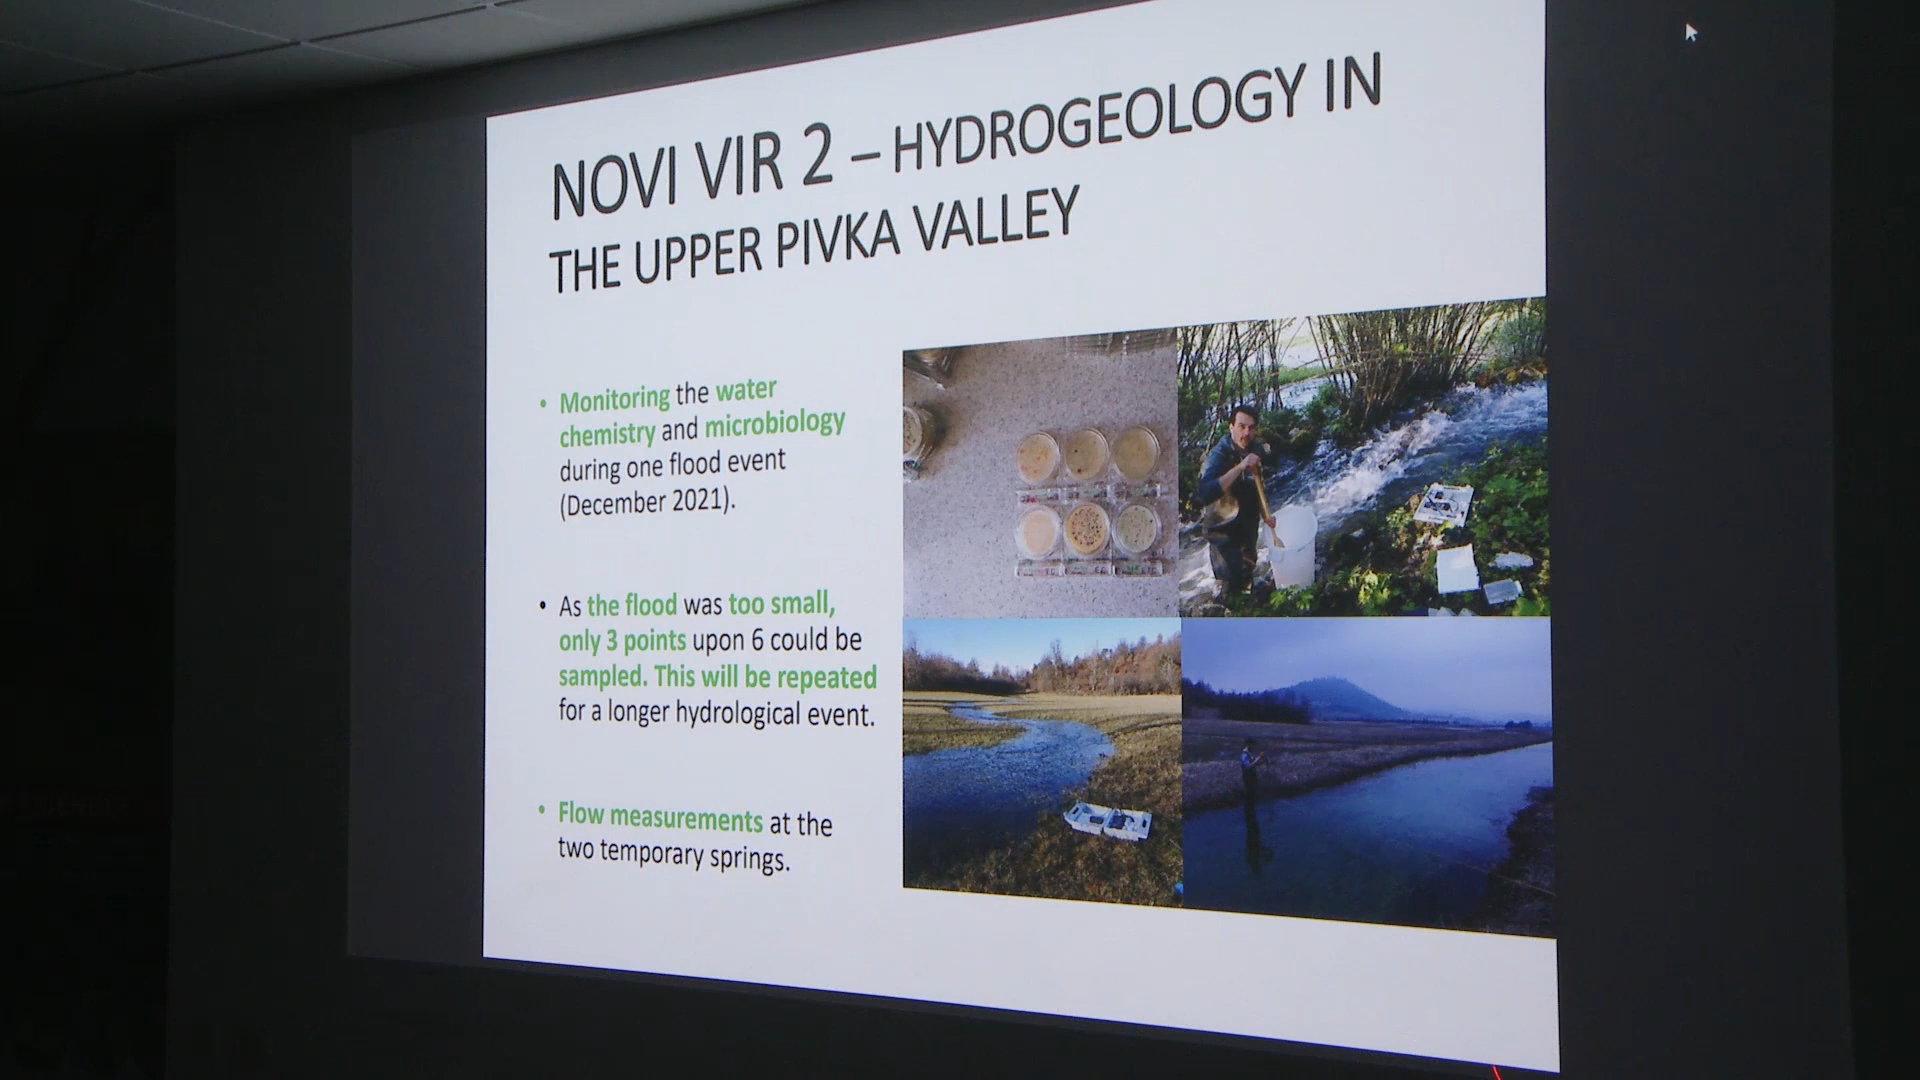 NOVI VIR 2 – HYDROGEOLOGY IN
THE UPPER PIVKA VALLEY
• Monitoring the water
chemistry and microbiology
during one flood event
(December 2021).
• As the flood was too small,
only 3 points upon 6 could be
sampled. This will be repeated
for a longer hydrological event.
• Flow measurements at the
two temporary springs.